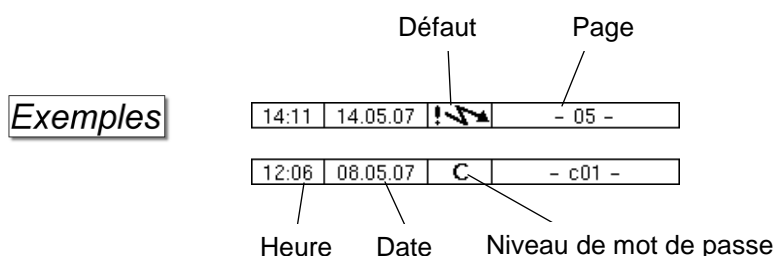 Défaut Page
Exemples
14:11 14.05.07 ! - 05 -
12:06 08.05.07 C - c01 -
Heure Date Niveau de mot de passe